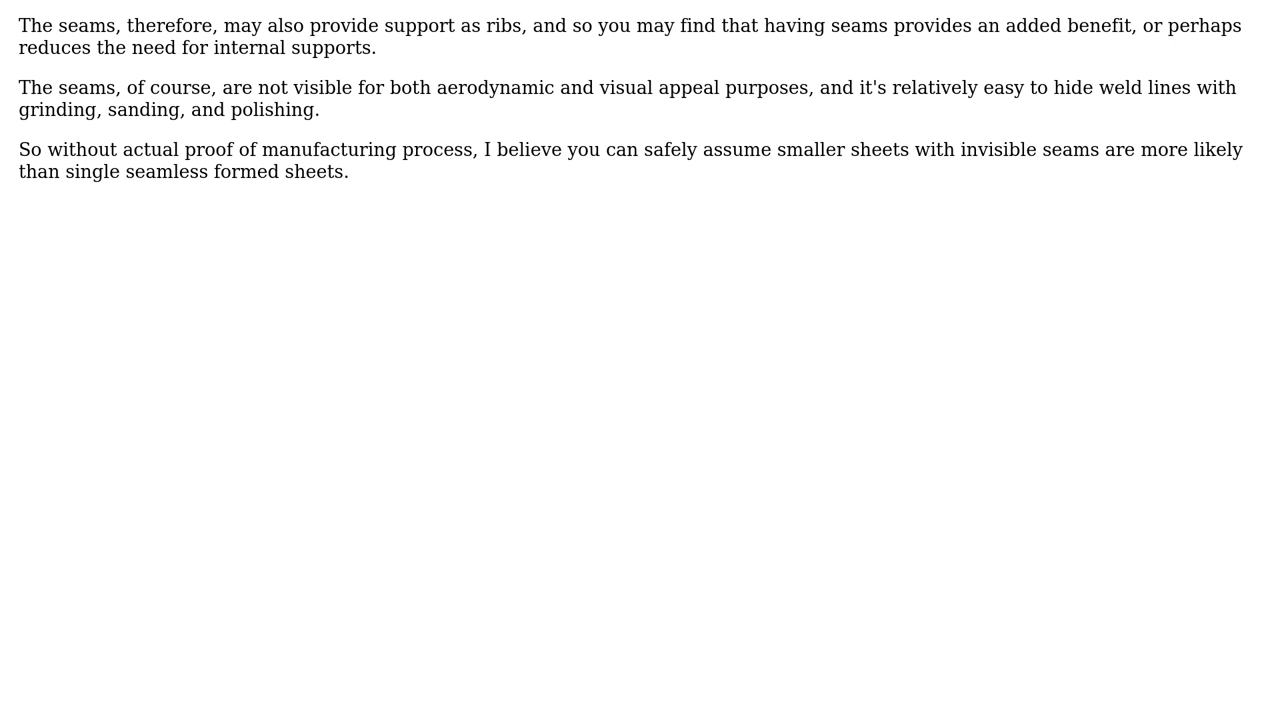 The seams, therefore, may also provide support as ribs, and so you may find that having seams provides an added benefit, or perhaps
reduces the need for internal supports.
The seams, of course, are not visible for both aerodynamic and visual appeal purposes, and it's relatively easy to hide weld lines with
grinding, sanding, and polishing.
So without actual proof of manufacturing process, I believe you can safely assume smaller sheets with invisible seams are more likely
than single seamless formed sheets.